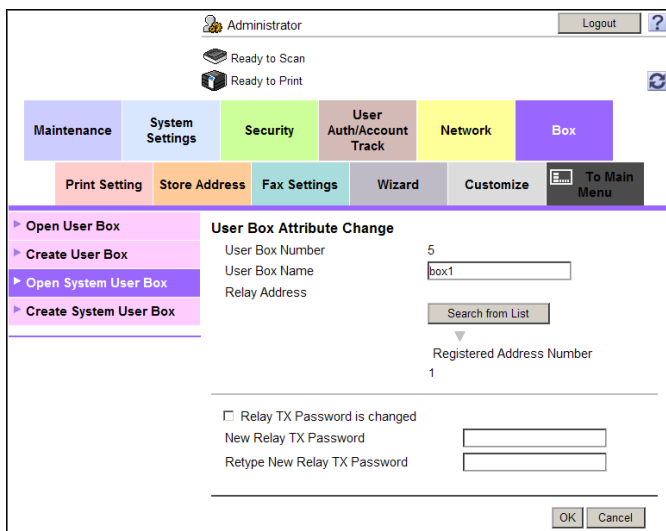 Administrator
Logout
?
Ready to Scan
Ready to Print
Maintenance
System
Settings
Security
User
Auth/Account
Track
Network
Box
Print Setting
Store Address
Fax Settings
Wizard
Customize
To Main
Menu
Open User Box
Create User Box
Open System User Box
Create System User Box
User Box Attribute Change
User Box Number 5
User Box Name box1
Relay Address
Search from List
Registered Address Number
1
Relay TX Password is changed
New Relay TX Password
Retype New Relay TX Password
OK Cancel